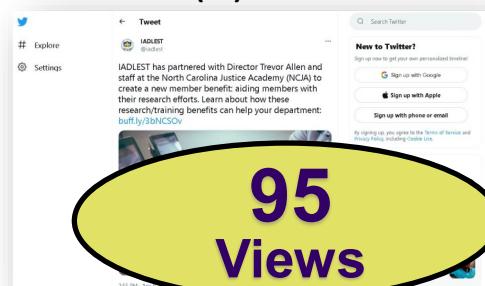 Tweet
Search Twitter
Explore
Settings
IADLEST
@iadlest
IADLEST has partnered with Director Trevor Allen and
staff at the North Carolina Justice Academy (NCJA) to
create a new member benefit: aiding members with
their research efforts. Learn about how these
research/training benefits can help your department:
buff.ly/3bNCSOv
New to Twitter?
Sign up now to get your own personalized timeline!
Sign up with Google
Sign up with Apple
Sign up with phone or email
By signing up, you agree to the Terms of Service and
Privacy Policy, including Cookie Use.
95
Views